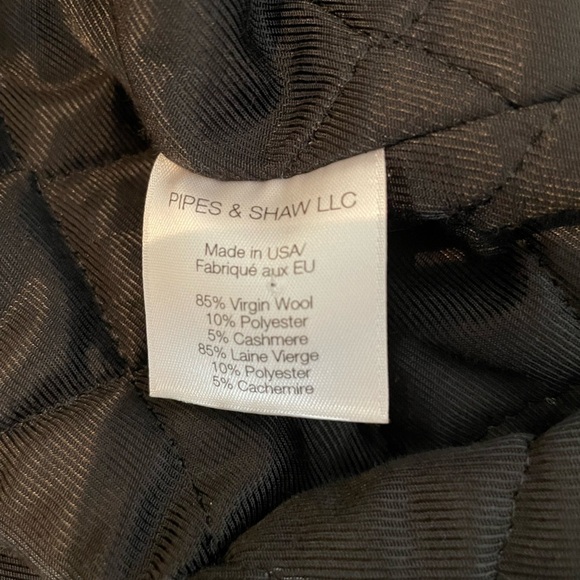 PIPES & SHAW LLC
Made in USA/
Fabriqué aux EU
85% Virgin Wool
10% Polyester
5% Cashmere
85% Laine Vierge
10% Polyester
5% Cachemire